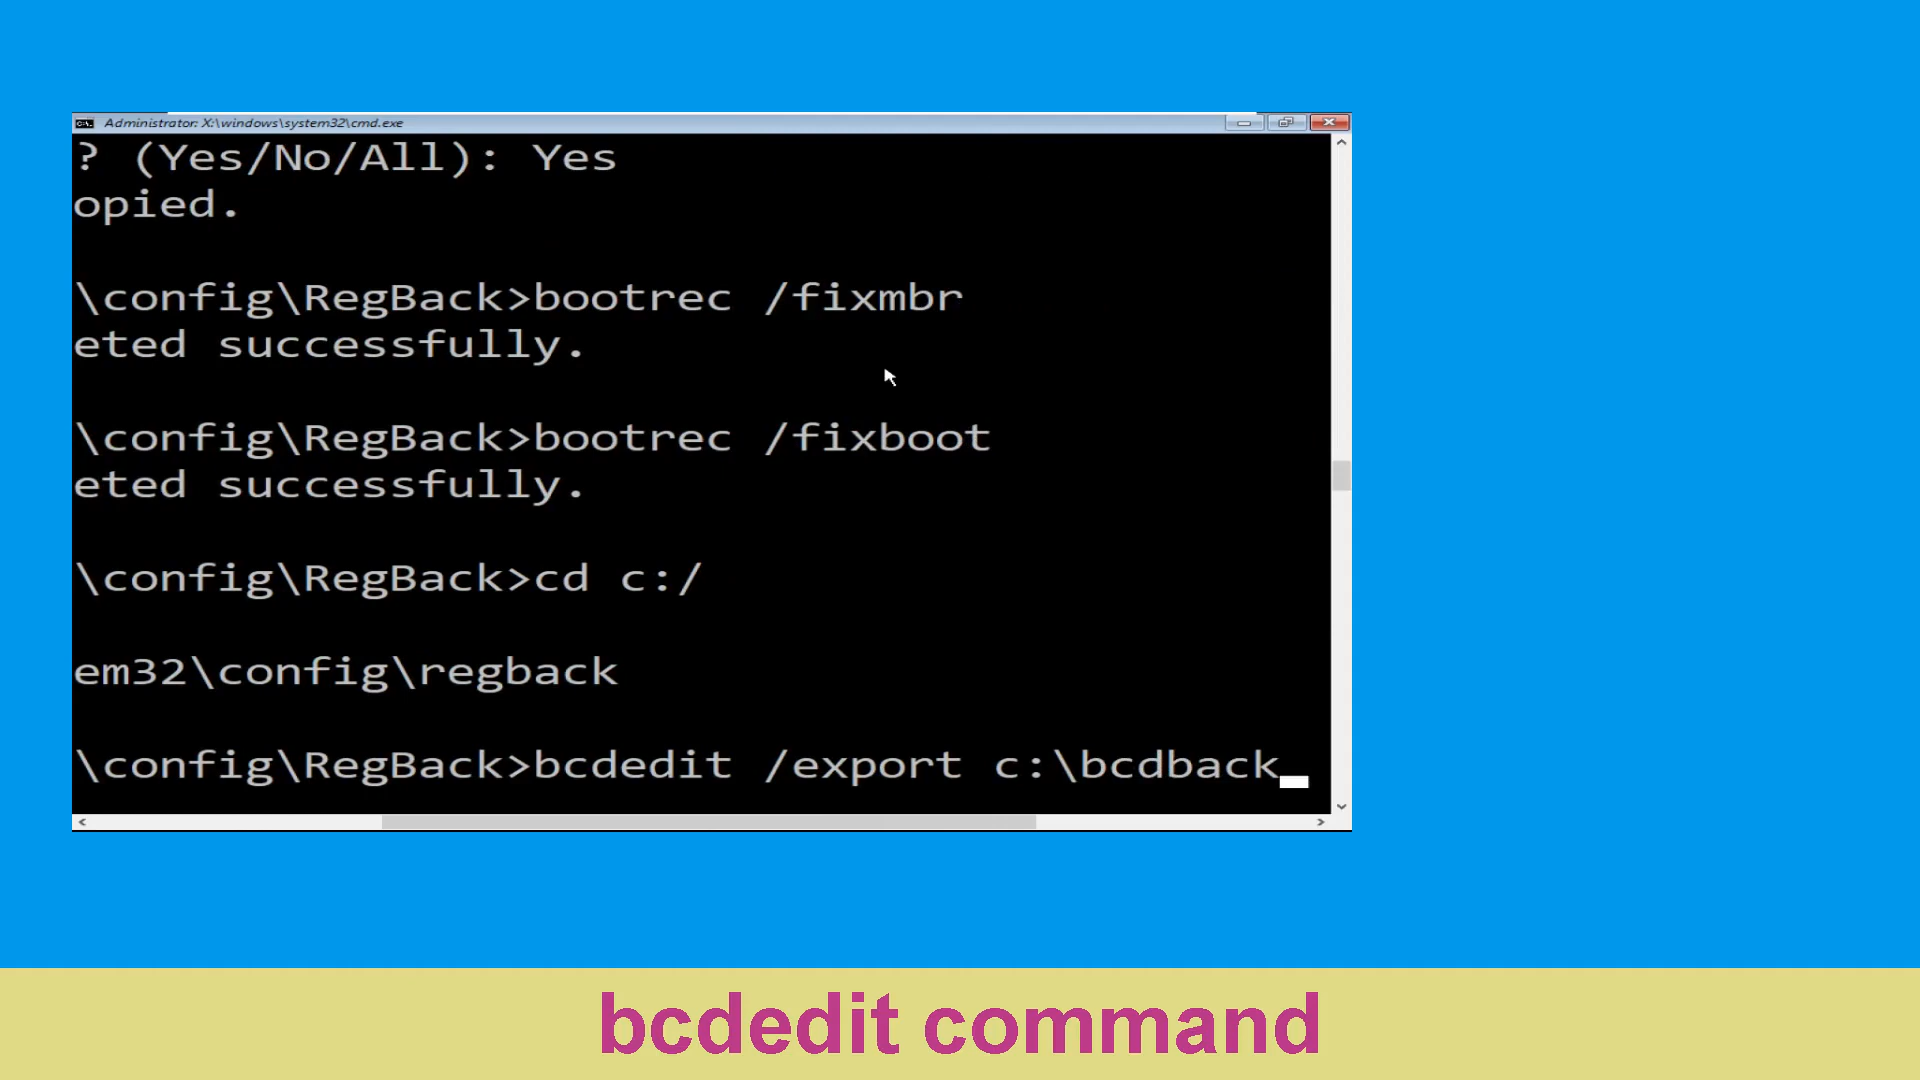 Administrator: X:\windows\system32\cmd.exe
? (Yes/No/All): Yes
opied.
\config\RegBack>bootrec /fixmbr
eted successfully.
\config\RegBack>bootrec /fixboot
eted successfully.
\config\RegBack>cd c:/
em32\config\regback
\config\RegBack>bcdedit /export c:\bcdback
bcdedit command